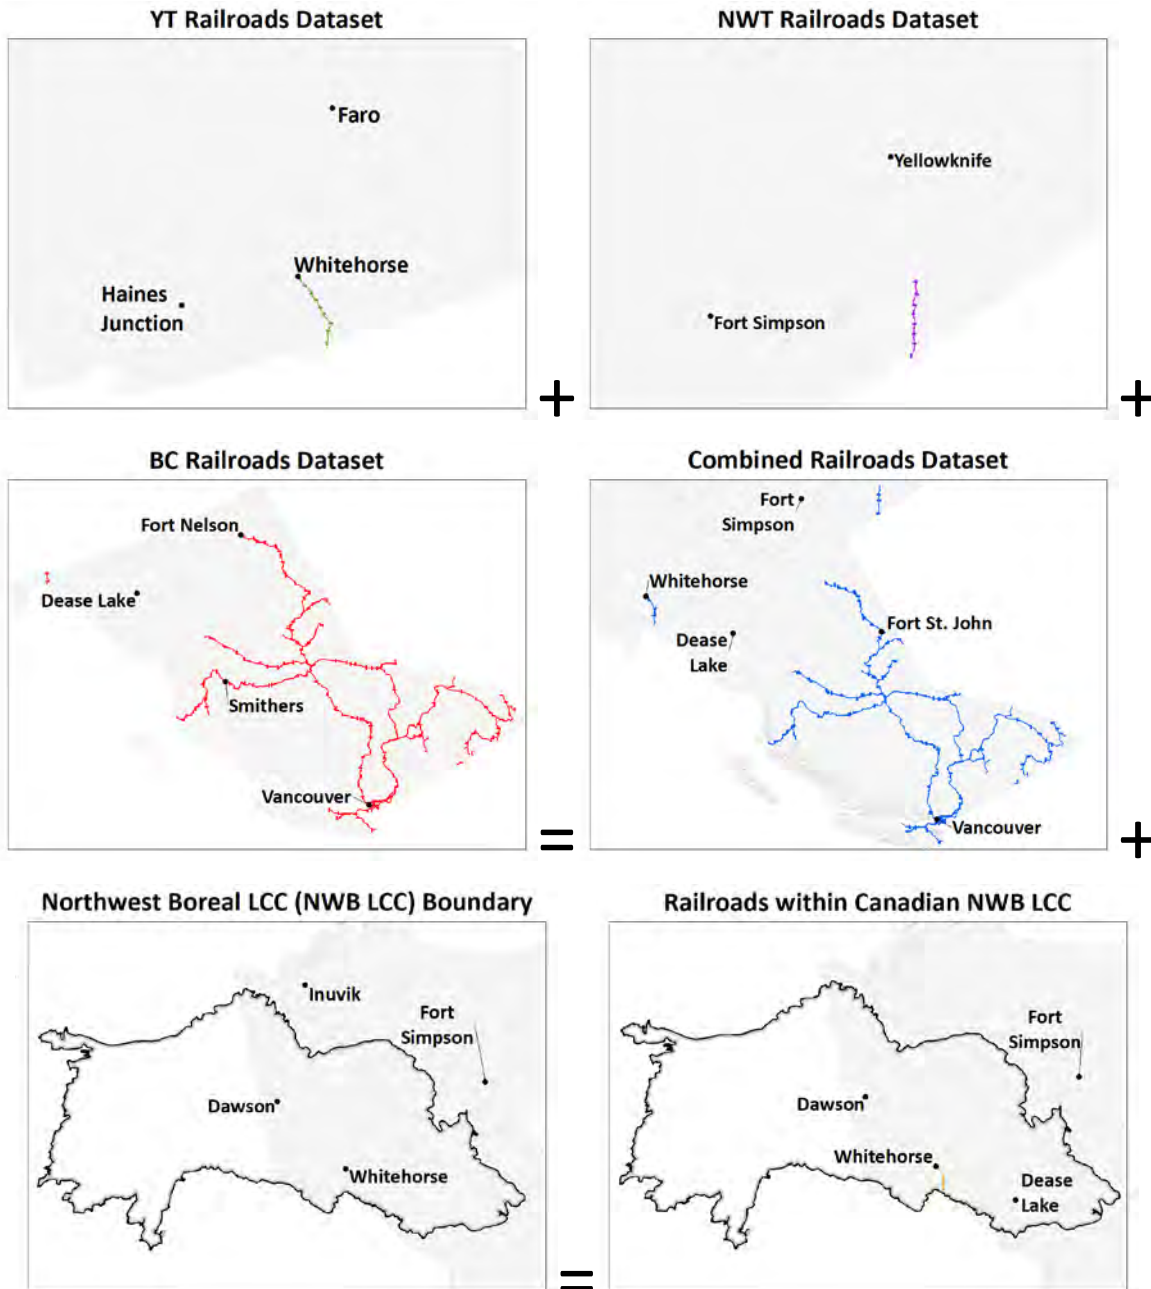 YT Railroads Dataset
NWT Railroads Dataset
Faro
Whitehorse
Haines
Junction
Yellowknife
Fort Simpson
+
+
BC Railroads Dataset
Combined Railroads Dataset
Fort Nelson
Dease Lake
Smithers
Vancouver
Fort
Simpson
Whitehorse
Fort St. John
Dease
Lake
Vancouver
=
+
Northwest Boreal LCC (NWB LCC) Boundary
Railroads within Canadian NWB LCC
Inuvik
Fort
Simpson
Dawson
Whitehorse
Fort
Simpson
Dawson
Whitehorse
Dease
Lake
=